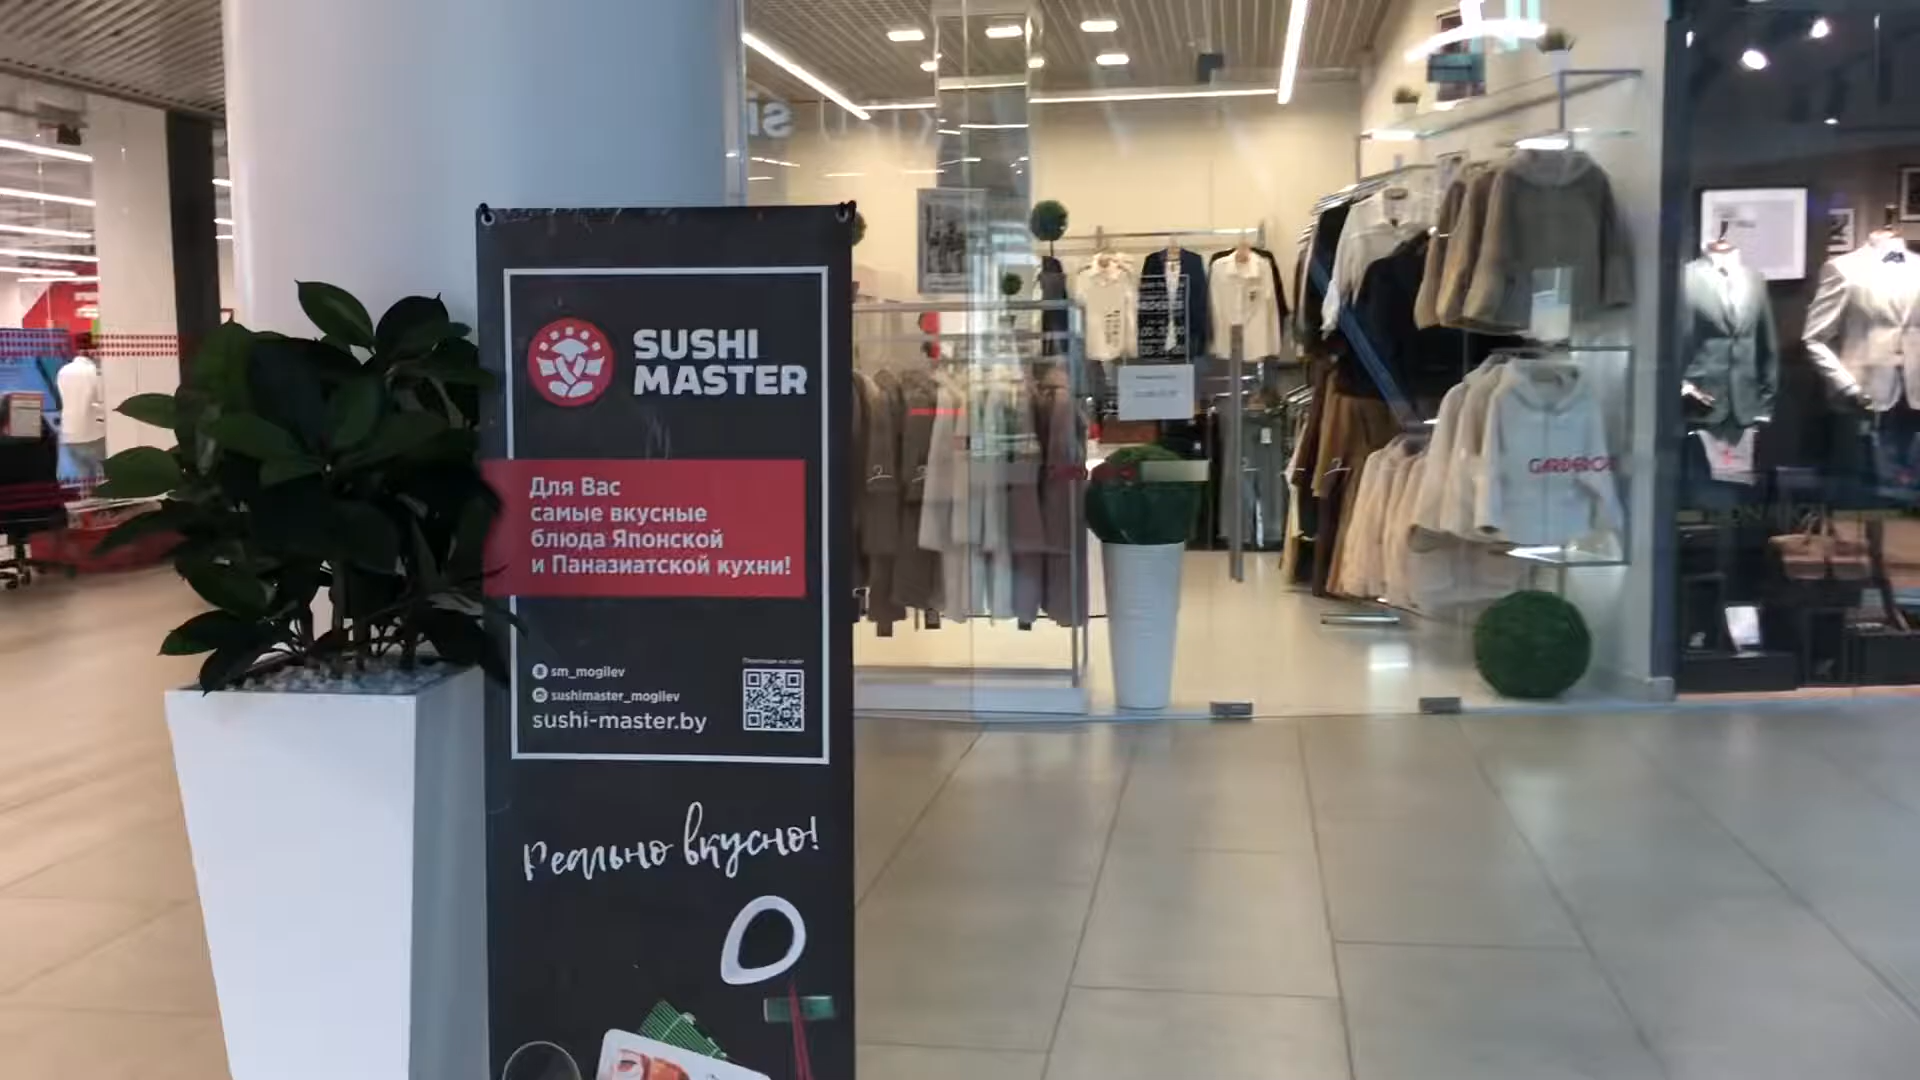 SUSHI
MASTER
Для Вас
самые вкусные
блюда Японской
и Паназиатской кухни!
sm_mogilev
sushimaster_mogilev
sushi-master.by
Реально вкусно!